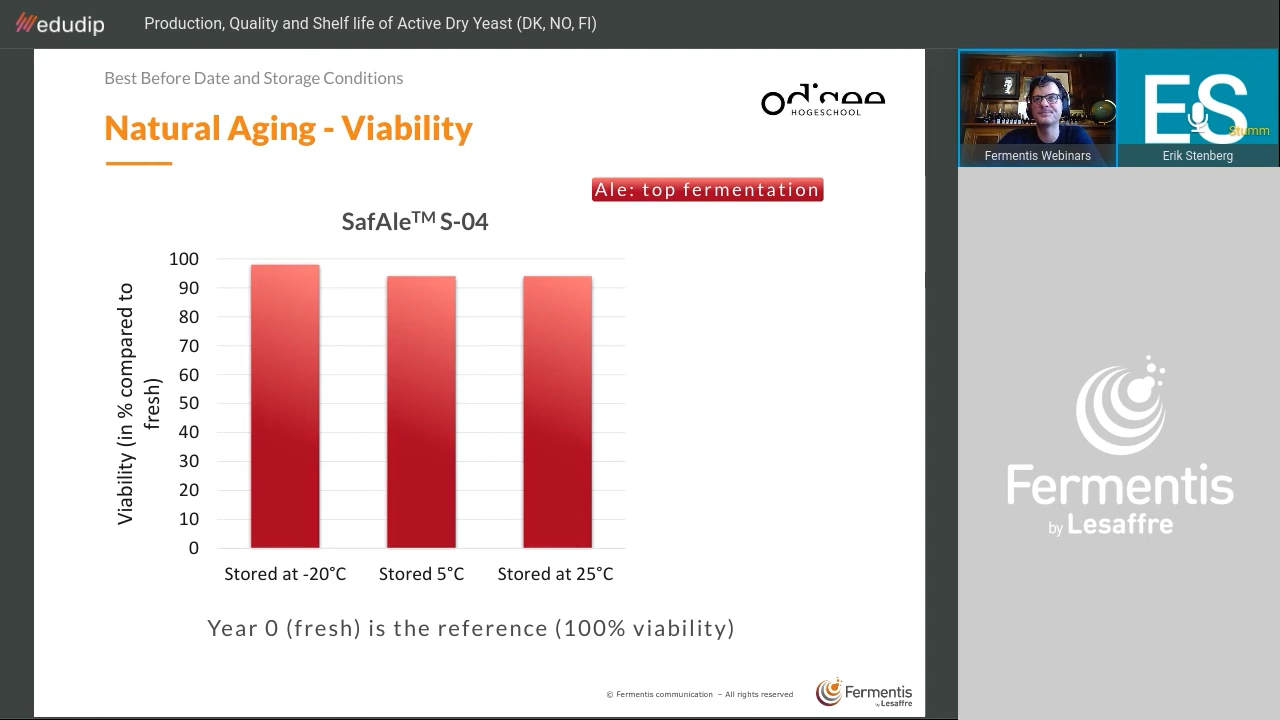 edudip
Production, Quality and Shelf life of Active Dry Yeast (DK, NO, FI)
Best Before Date and Storage Conditions
Natural Aging - Viability
Odisee
HOGESCHOOL
Ale: top fermentation
SafAle™ S-04
Viability (in % compared to
fresh)
100
90
80
70
60
50
40
30
20
10
0
Stored at -20°C
Stored 5°C
Stored at 25°C
Year 0 (fresh) is the reference (100% viability)
© Fermentis communication – All rights reserved
Fermentis
by Lesaffre
Fermentis Webinars
ES
Stumm
Erik Stenberg
Fermentis
by Lesaffre